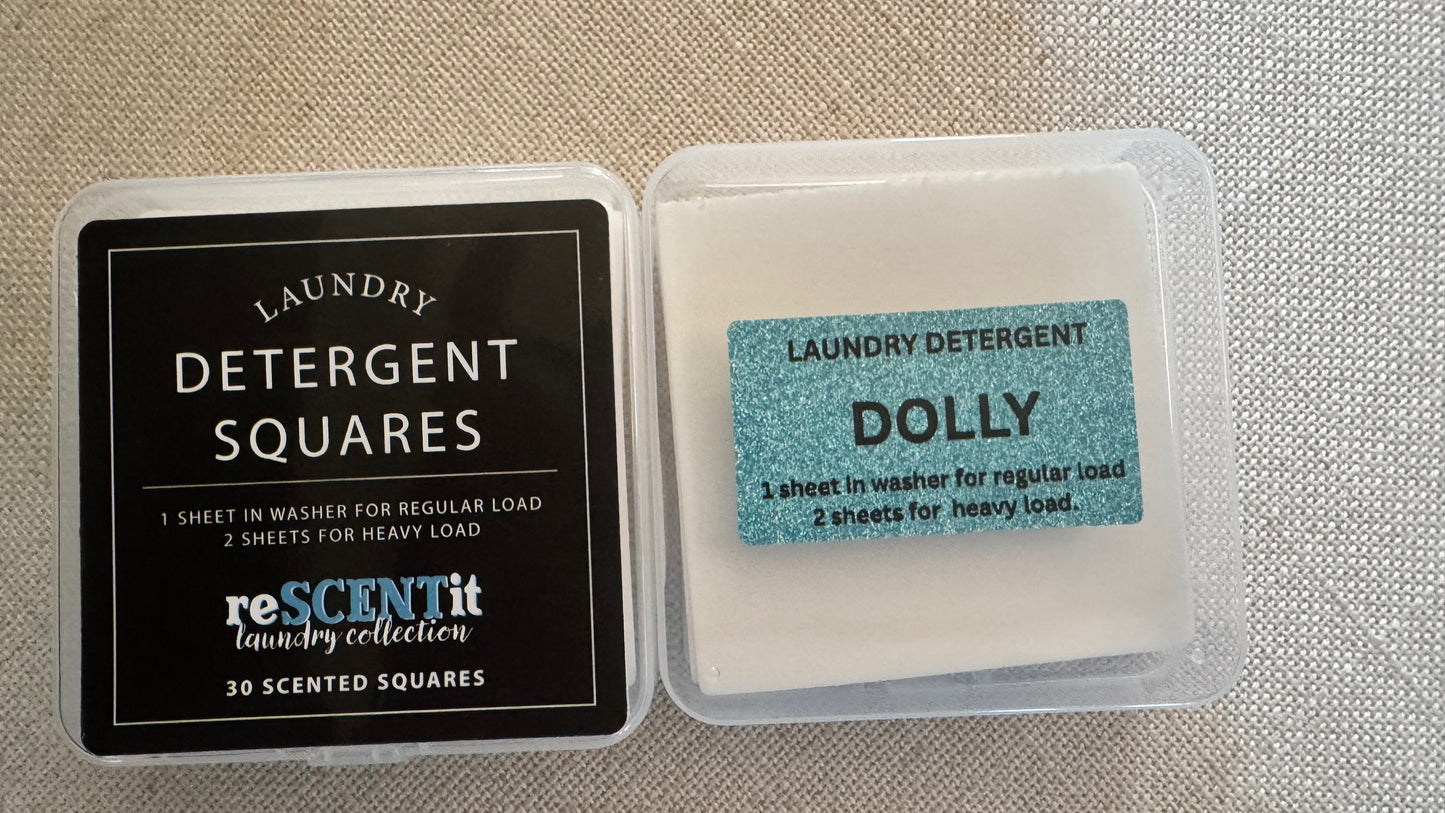 LAUNDRY
DETERGENT
SQUARES
1 SHEET IN WASHER FOR REGULAR LOAD
2 SHEETS FOR HEAVY LOAD
reSCENTit
laundry collection
30 SCENTED SQUARES
LAUNDRY DETERGENT
DOLLY
1 sheet in washer for regular load
2 sheets for heavy load.